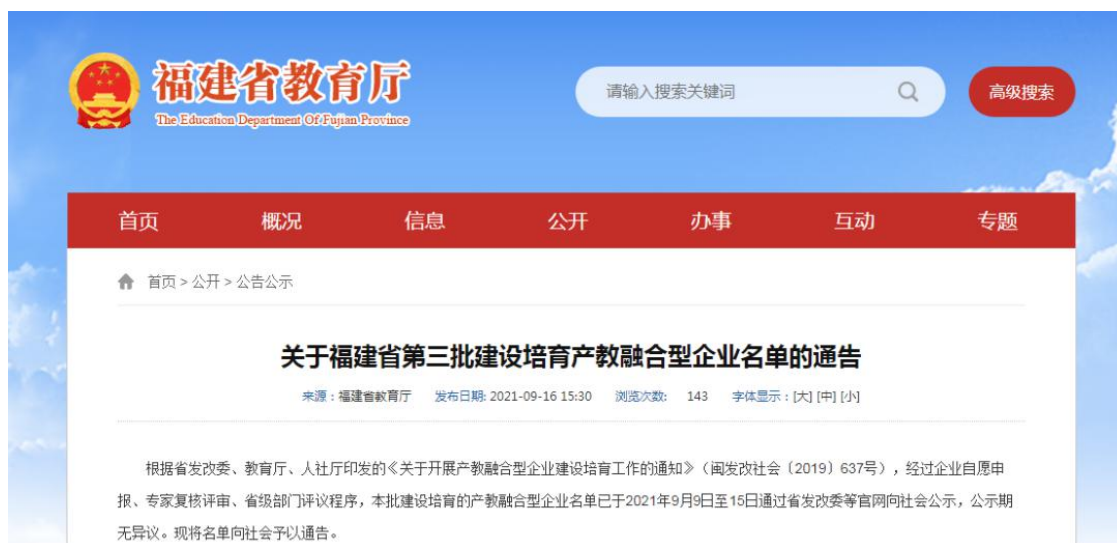 福建省教育厅
The Education Department Of Fujian Province
请输入搜索关键词
高级搜索
首页 概况 信息 公开 办事 互动 专题
首页 > 公开 > 公告公示
关于福建省第三批建设培育产教融合型企业名单的通告
来源：福建省教育厅 发布日期: 2021-09-16 15:30 浏览次数: 143 字体显示：[大] [中] [小]
根据省发改委、教育厅、人社厅印发的《关于开展产教融合型企业建设培育工作的通知》（闽发改社会〔2019〕637号），经过企业自愿申
报、专家复核评审、省级部门评议程序，本批建设培育的产教融合型企业名单已于2021年9月9日至15日通过省发改委等官网向社会公示，公示期
无异议。现将名单向社会予以通告。